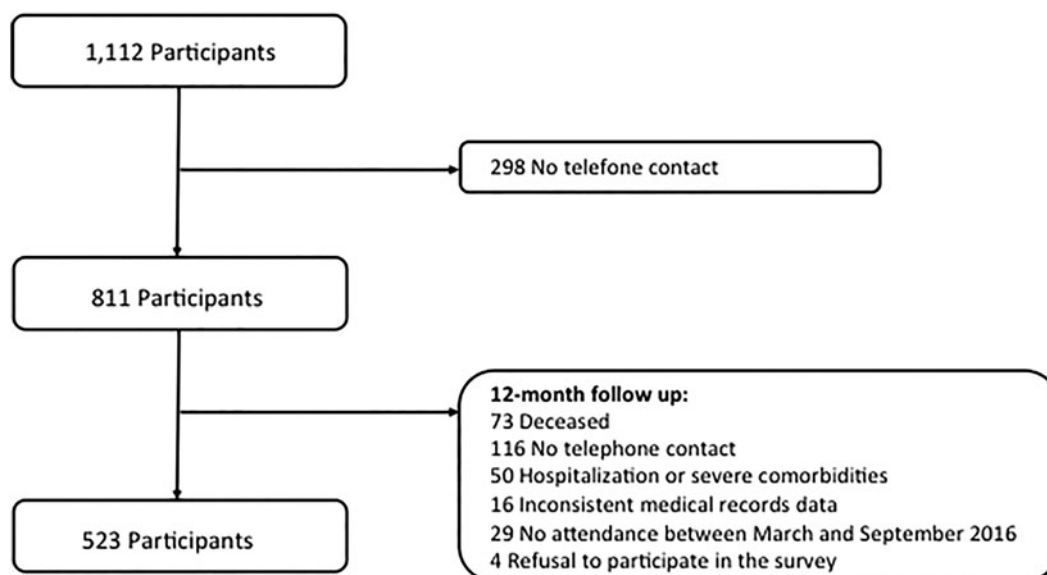 1,112 Participants
298 No telefone contact
811 Participants
12-month follow up:
73 Deceased
116 No telephone contact
50 Hospitalization or severe comorbidities
16 Inconsistent medical records data
29 No attendance between March and September 2016
4 Refusal to participate in the survey
523 Participants